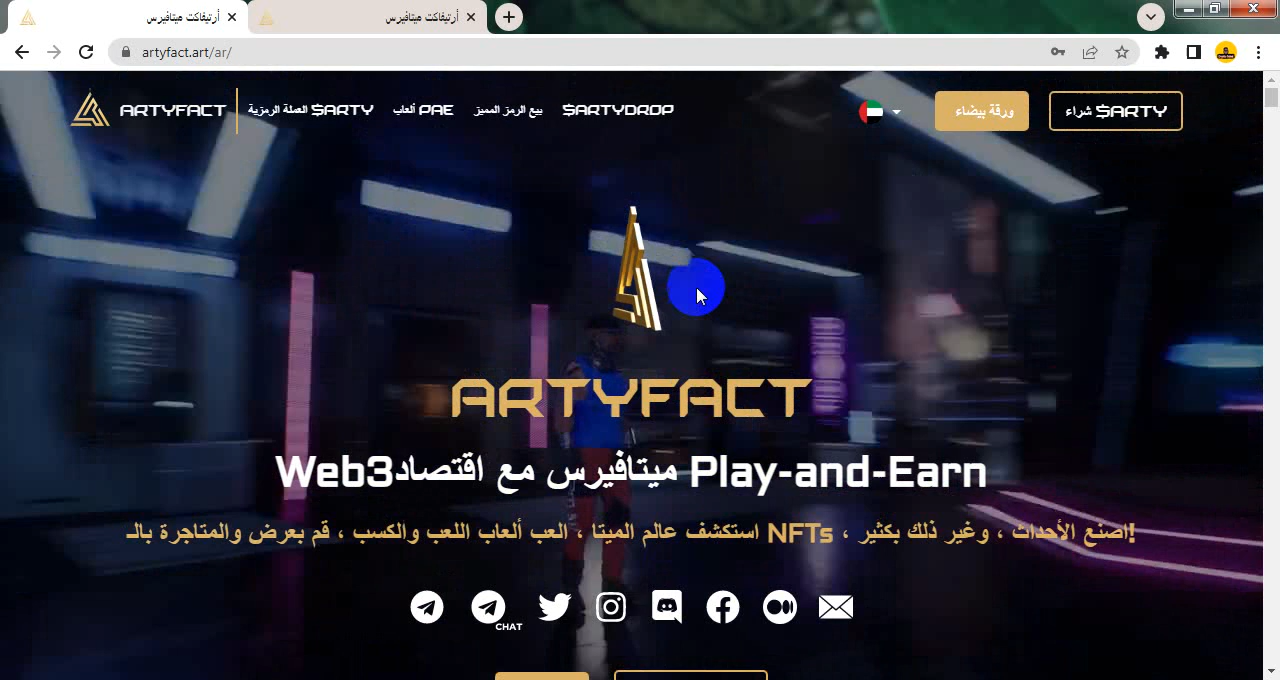 أرتيفاكت ميتافيرس
أرتيفاكت ميتافيرس
artyfact.art/ar/
ARTYFACT
العملة الرمزية $ARTY
ألعاب PAE
بيع الرمز المميز
$ARTYDROP
ورقة بيضاء
شراء $ARTY
ARTYFACT
Web3ميتافيرس مع اقتصاد Play-and-Earn
استكشف عالم الميتا ، العب ألعاب اللعب والكسب ، قم بعرض والمتاجرة بالـ NFTs ، اصنع الأحداث ، وغير ذلك بكثير!
CHAT